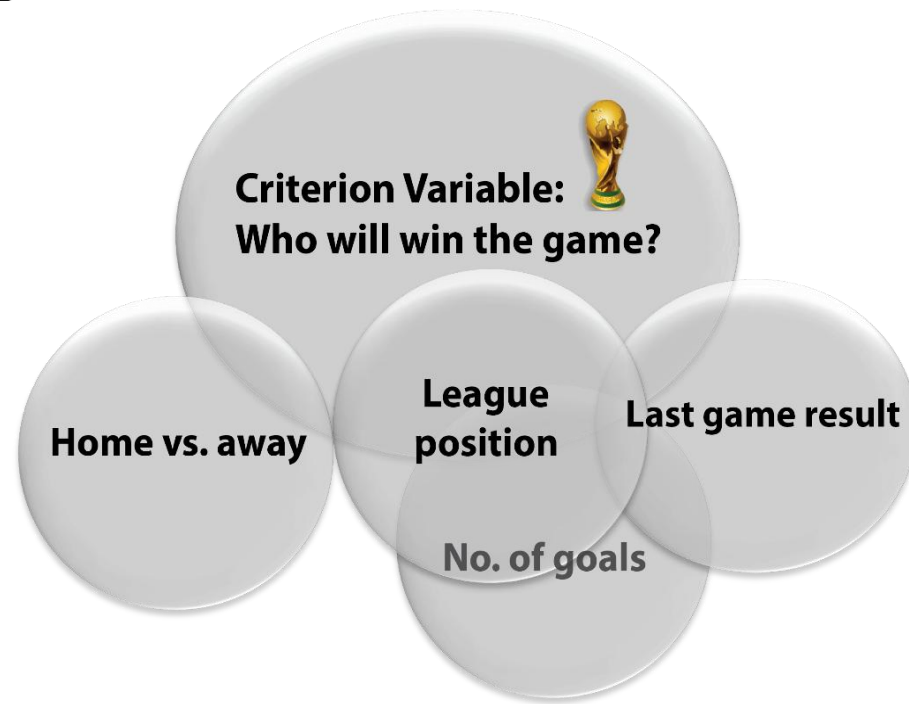 Criterion Variable:
Who will win the game?
Home vs. away
League
position
Last game result
No. of goals